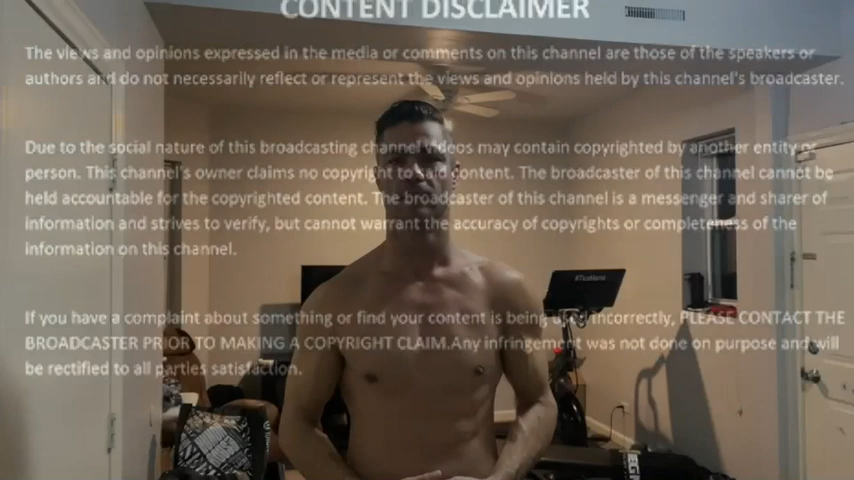 CONTENT DISCLAIMER
The views and opinions expressed in the media or comments on this channel are those of the speakers or
authors and do not necessarily reflect or represent the views and opinions held by this channel's broadcaster.
Due to the social nature of this broadcasting channel, videos may contain copyrighted by another entity or
person. This channel's owner claims no copyright to said content. The broadcaster of this channel cannot be
held accountable for the copyrighted content. The broadcaster of this channel is a messenger and sharer of
information and strives to verify, but cannot warrant the accuracy of copyrights or completeness of the
information on this channel.
If you have a complaint about something or find your content is being used incorrectly, PLEASE CONTACT THE
BROADCASTER PRIOR TO MAKING A COPYRIGHT CLAIM.Any infringement was not done on purpose and will
be rectified to all parties satisfaction.